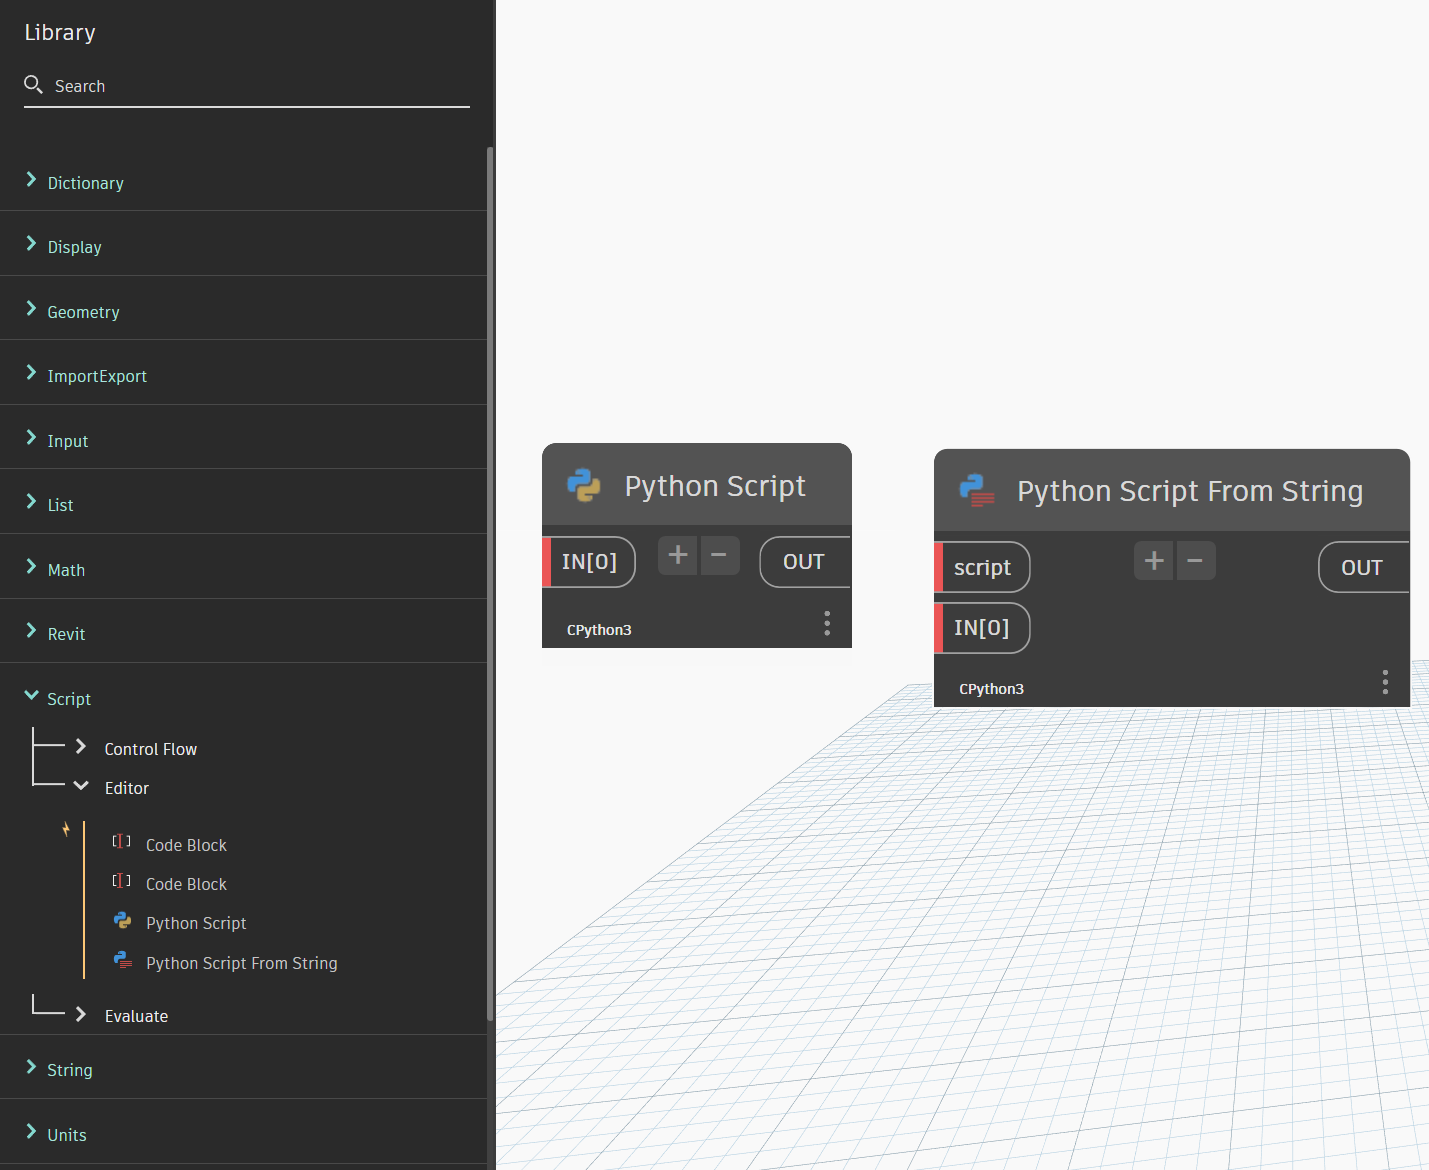 Library
Search
Dictionary
Display
Geometry
ImportExport
Input
List
Math
Revit
Script
Control Flow
Editor
Code Block
Code Block
Python Script
Python Script From String
Evaluate
String
Units
Python Script
IN[0]
+
−
OUT
CPython3
Python Script From String
script
+
−
OUT
IN[0]
CPython3